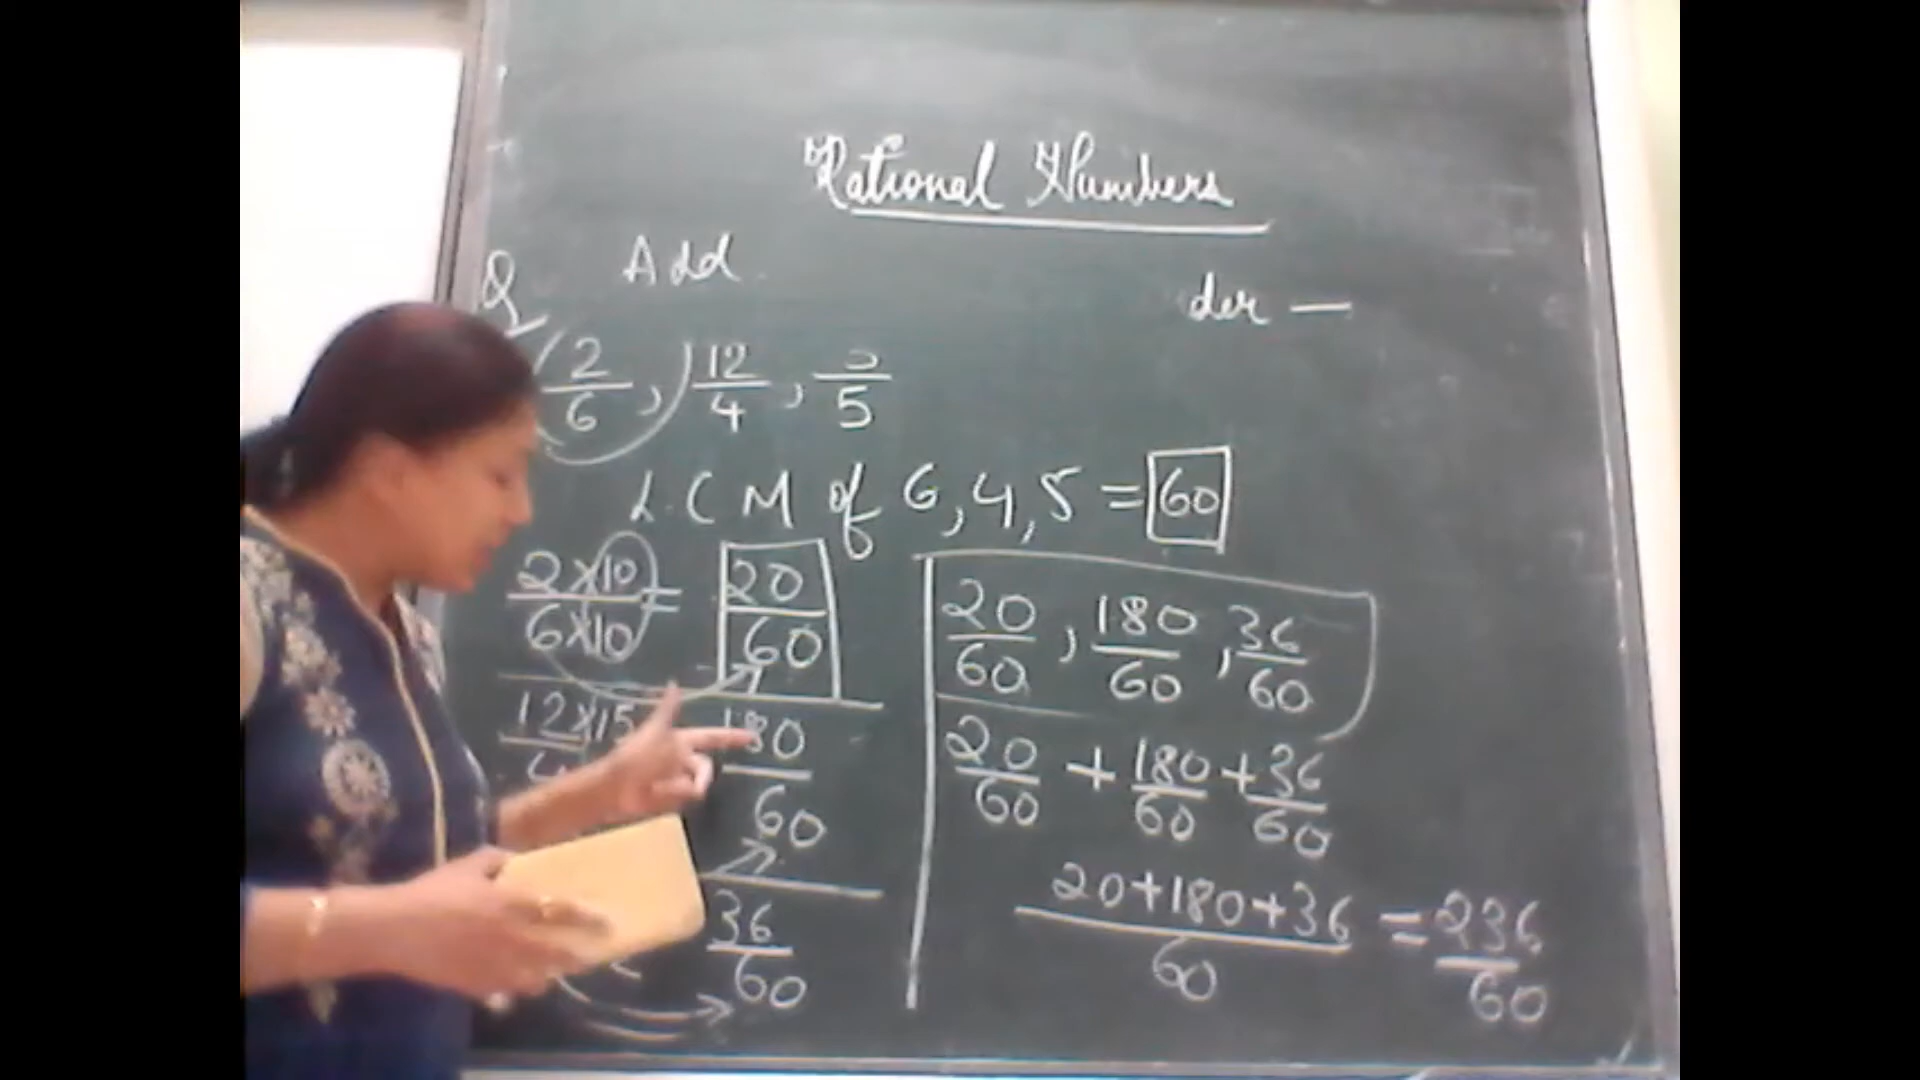 Rational Numbers
Q Add
der —
2/6, 12/4, /5
L.C M of 6, 4, 5 = 60
2×10/6×10 = 20/60
12×15/4 180/60
36/60
20/60, 180/60, 36/60
20/60 + 180/60 + 36/60
20+180+36/60 = 236/60